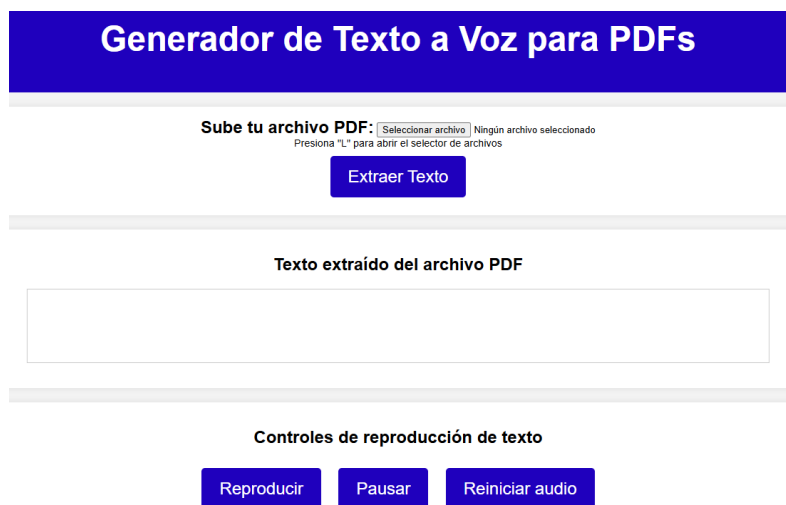 Generador de Texto a Voz para PDFs
Sube tu archivo PDF: Seleccionar archivo Ningún archivo seleccionado
Presiona "L" para abrir el selector de archivos
Extraer Texto
Texto extraído del archivo PDF
Controles de reproducción de texto
Reproducir Pausar Reiniciar audio